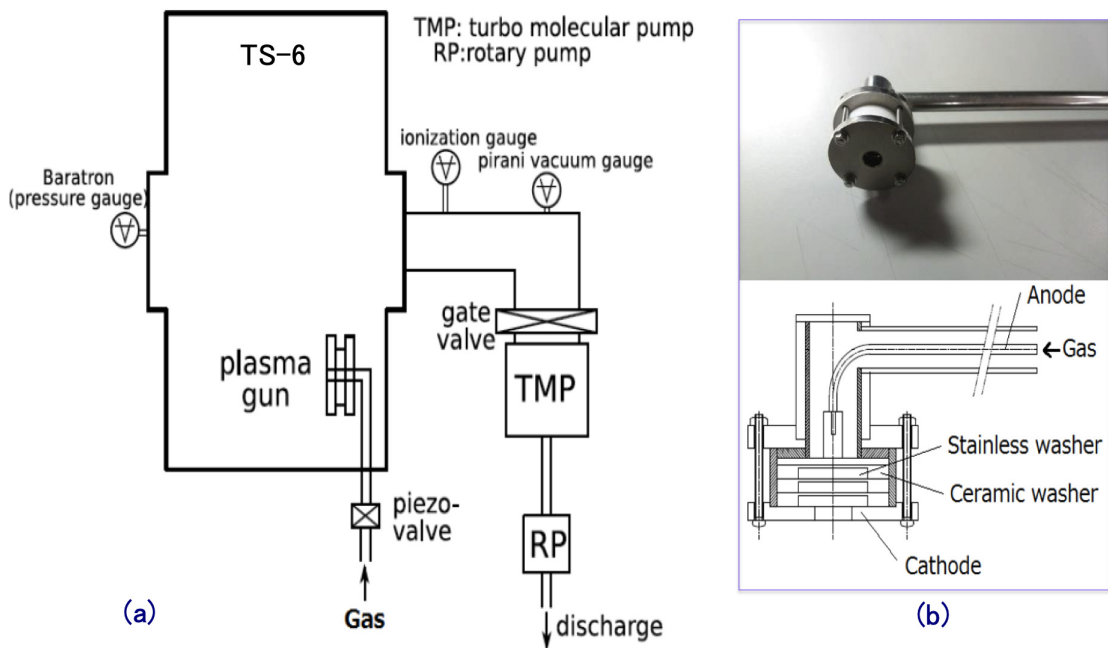 TS-6
TMP: turbo molecular pump
RP:rotary pump
ionization gauge
pirani vacuum gauge
Baratron
(pressure gauge)
gate
valve
plasma
gun
TMP
piezo-
valve
RP
Gas
discharge
(a)
Anode
Gas
Stainless washer
Ceramic washer
Cathode
(b)